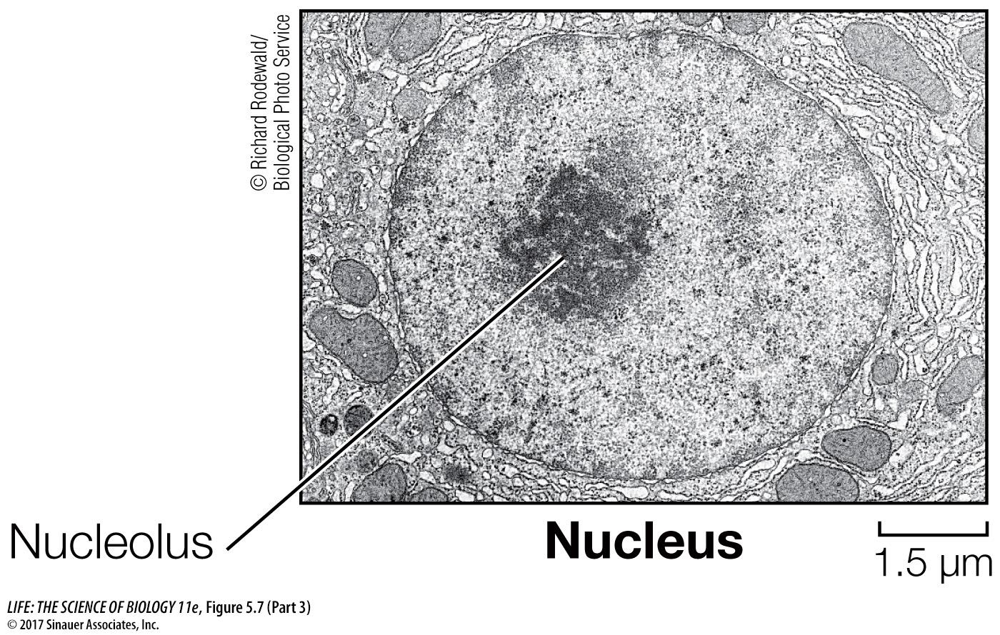 © Richard Rodewald/
Biological Photo Service
Nucleolus
Nucleus
1.5 µm
LIFE: THE SCIENCE OF BIOLOGY 11e, Figure 5.7 (Part 3)
© 2017 Sinauer Associates, Inc.